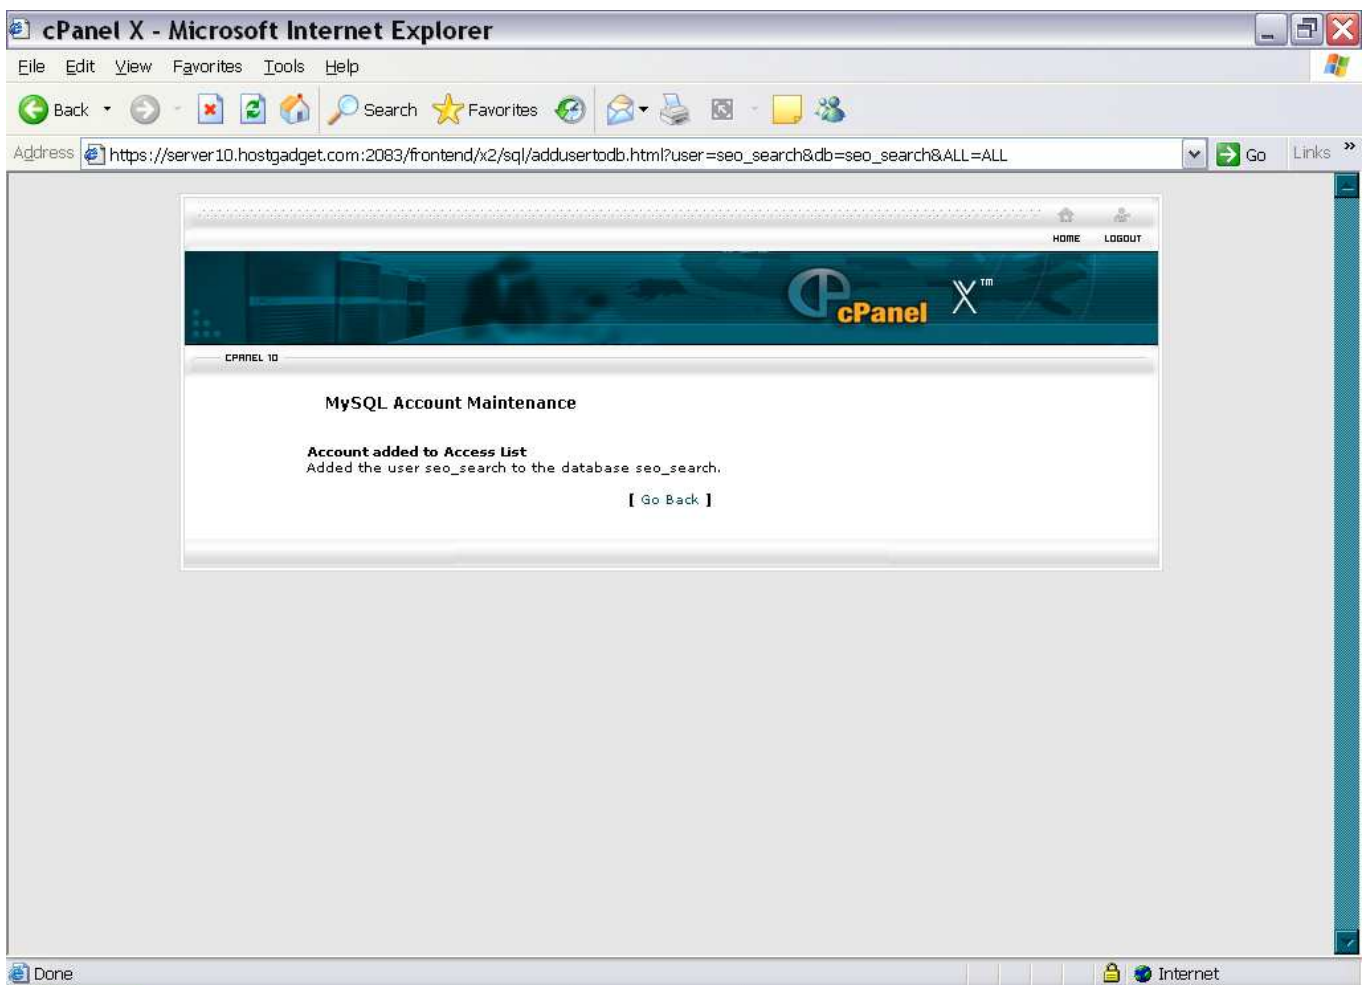 cPanel X - Microsoft Internet Explorer
File Edit View Favorites Tools Help
Back Search Favorites
Address https://server10.hostgadget.com:2083/frontend/x2/sql/addusertodb.html?user=seo_search&db=seo_search&ALL=ALL Go Links »
HOME LOGOUT
cPanel X™
CPANEL 10
MySQL Account Maintenance
Account added to Access List
Added the user seo_search to the database seo_search.
[ Go Back ]
Done Internet